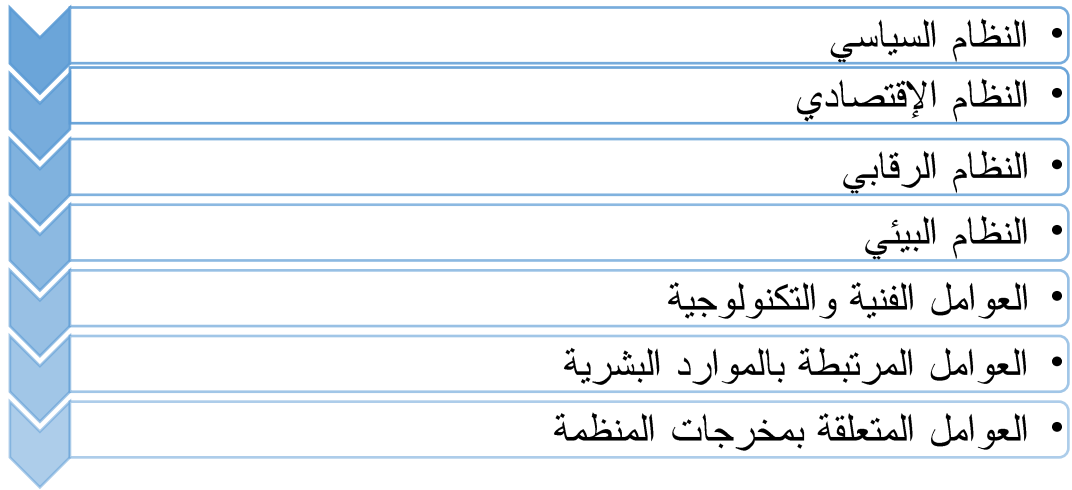 • النظام السياسي
• النظام الإقتصادي
• النظام الرقابي
• النظام البيئي
• العوامل الفنية والتكنولوجية
• العوامل المرتبطة بالموارد البشرية
• العوامل المتعلقة بمخرجات المنظمة